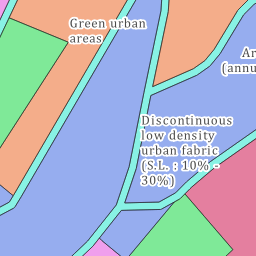 Green urban
areas
Ar
(annu
Discontinuous
low density
urban fabric
(S.L. : 10% -
30%)